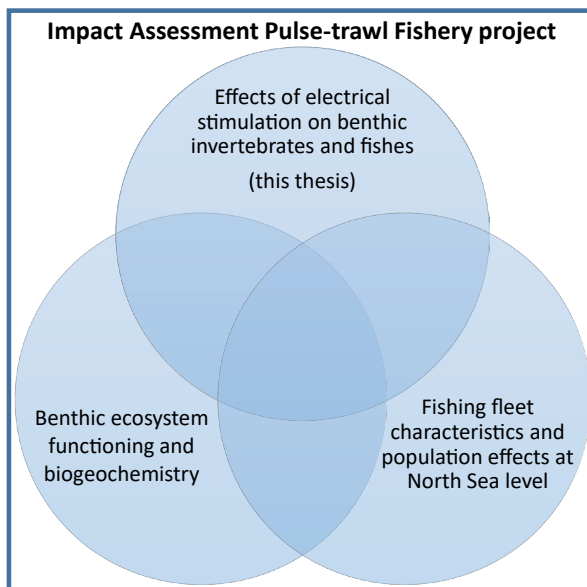 Impact Assessment Pulse-trawl Fishery project
Effects of electrical
stimulation on benthic
invertebrates and fishes
(this thesis)
Benthic ecosystem
functioning and
biogeochemistry
Fishing fleet
characteristics and
population effects at
North Sea level